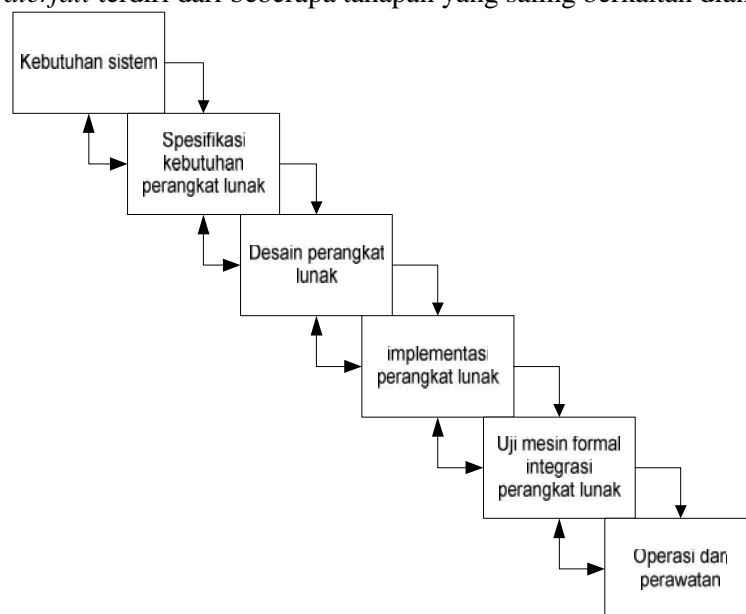 terdiri dari beberapa tahapan yang saling berkaitan
Kebutuhan sistem
Spesifikasi
kebutuhan
perangkat lunak
Desain perangkat
lunak
implementasi
perangkat lunak
Uji mesin formal
integrasi
perangkat lunak
Operasi dan
perawatan